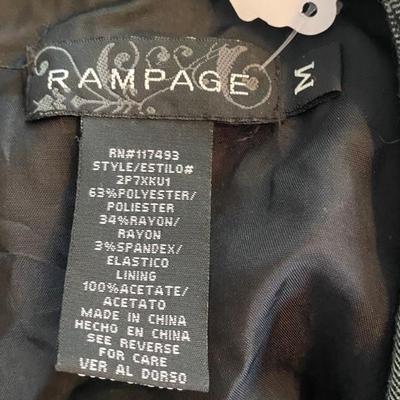 RAMPAGE
M
RN#117493
STYLE/ESTILO#
2P7XKU1
63%POLYESTER/
POLIESTER
34%RAYON/
RAYON
3%SPANDEX/
ELASTICO
LINING
100%ACETATE/
ACETATO
MADE IN CHINA
HECHO EN CHINA
SEE REVERSE
FOR CARE
VER AL DORSO